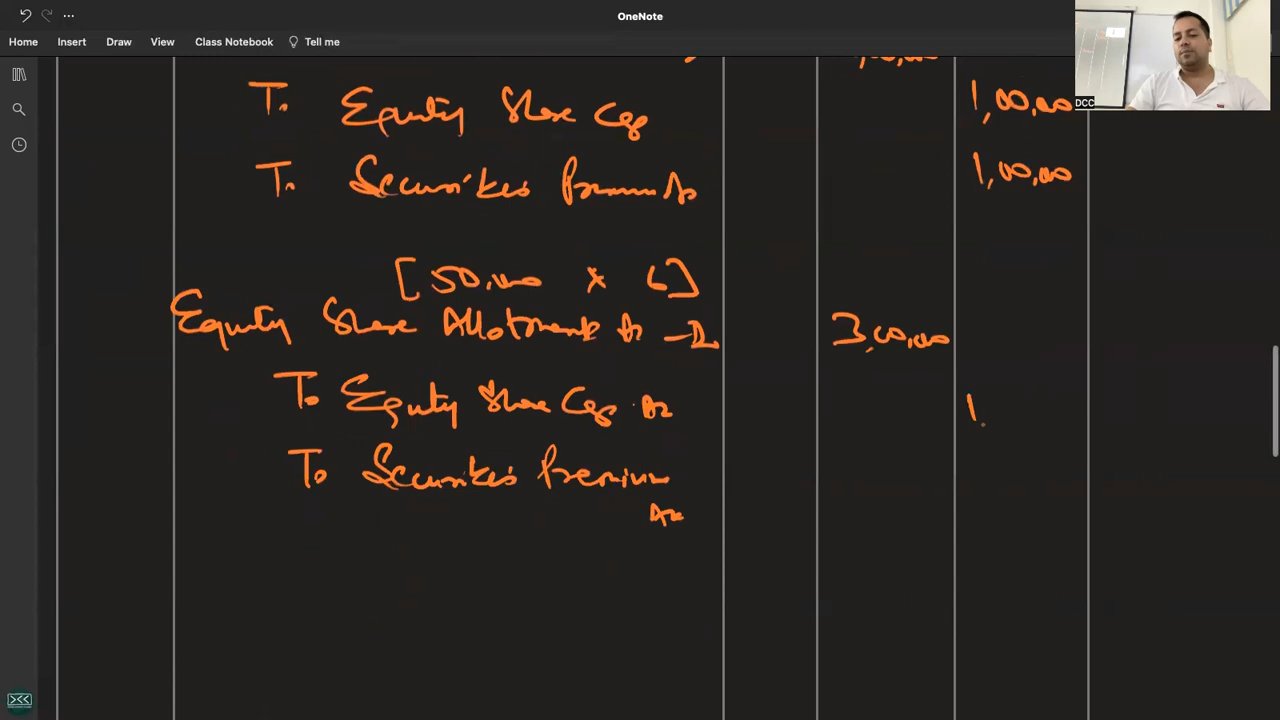 OneNote
Home Insert Draw View Class Notebook Tell me
DCC
To Equity Share Cap 1,00,000
To Securities Premium A/c 1,00,000
[50,000 x 6]
Equity Share Allotment A/c - Dr 3,00,000
To Equity Share Cap. A/c 1
To Securities Premium
A/c